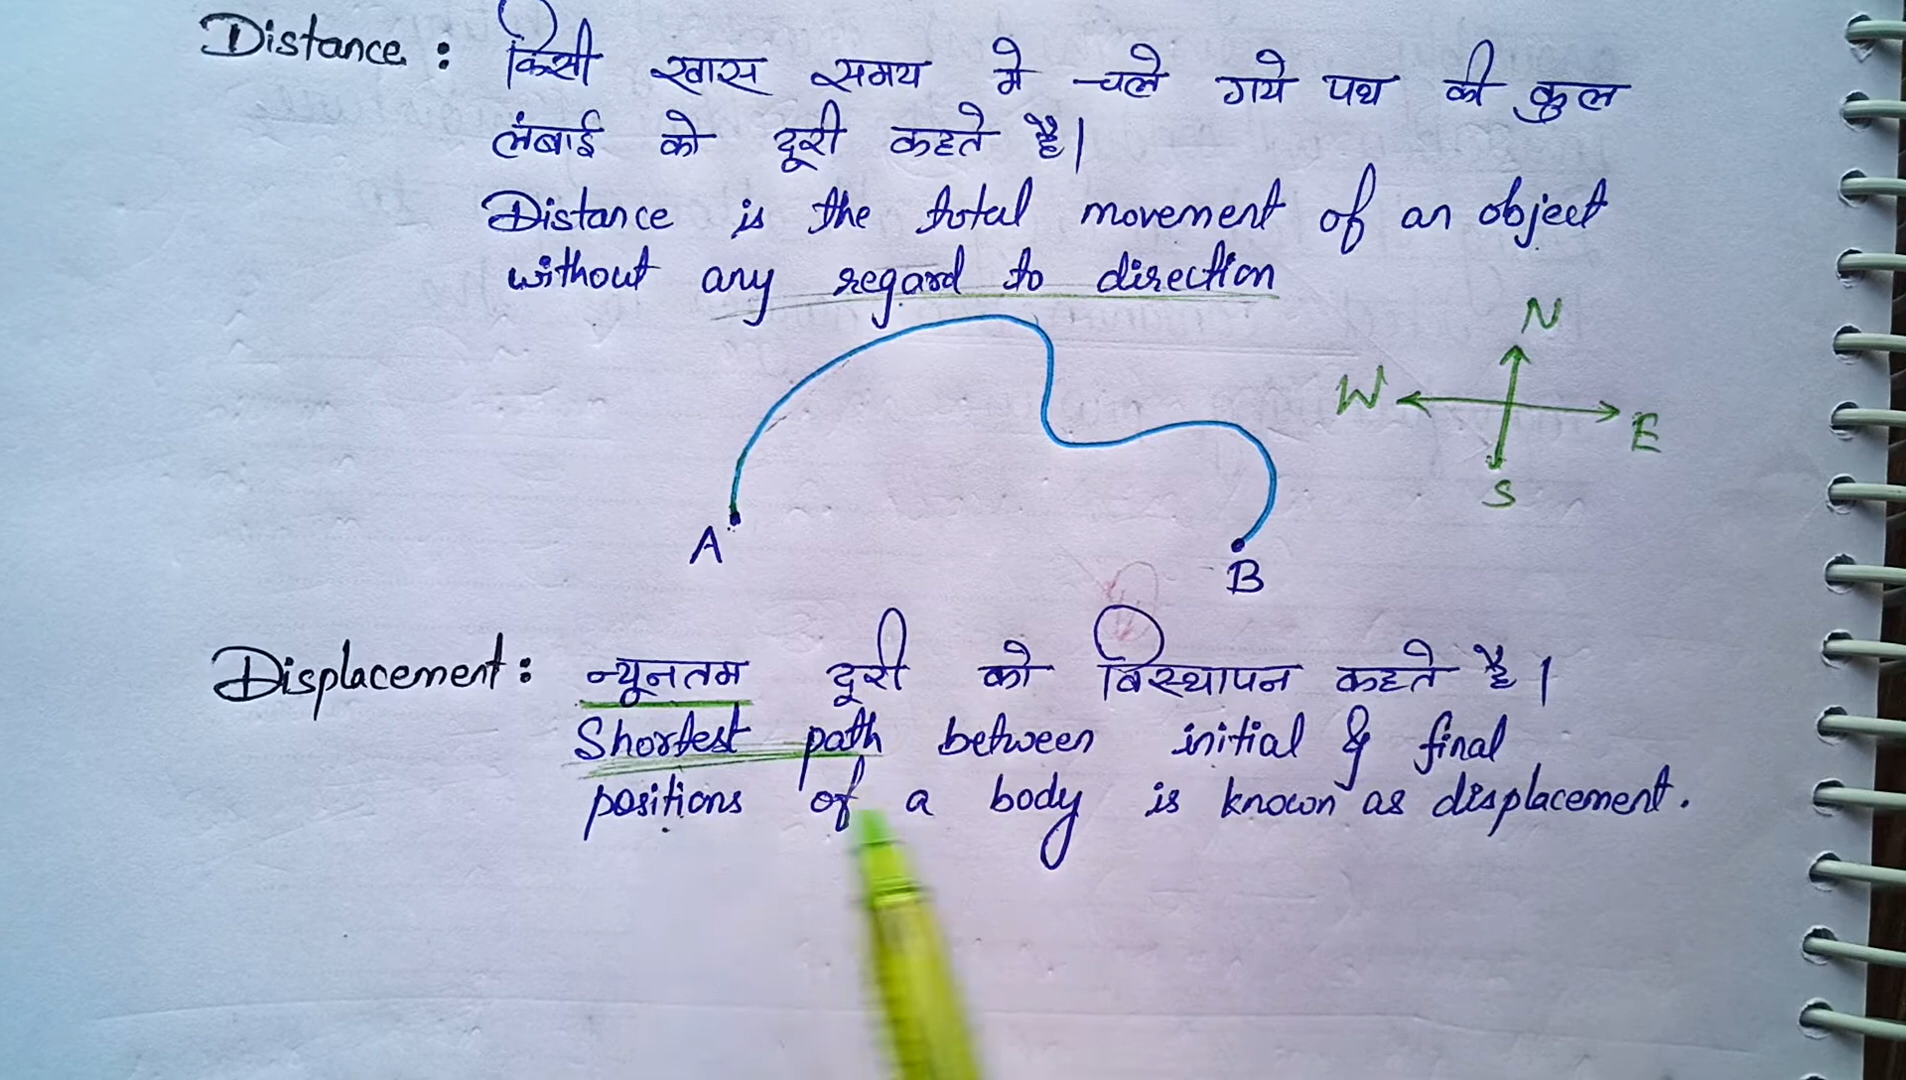 Distance : किसी खास समय मे चले गये पथ की कुल
लंबाई को दूरी कहते है।
Distance is the total movement of an object
without any regard to direction
N
W
E
S
A
B
Displacement : न्यूनतम दूरी को विस्थापन कहते है।
Shortest path between initial & final
positions of a body is known as displacement.